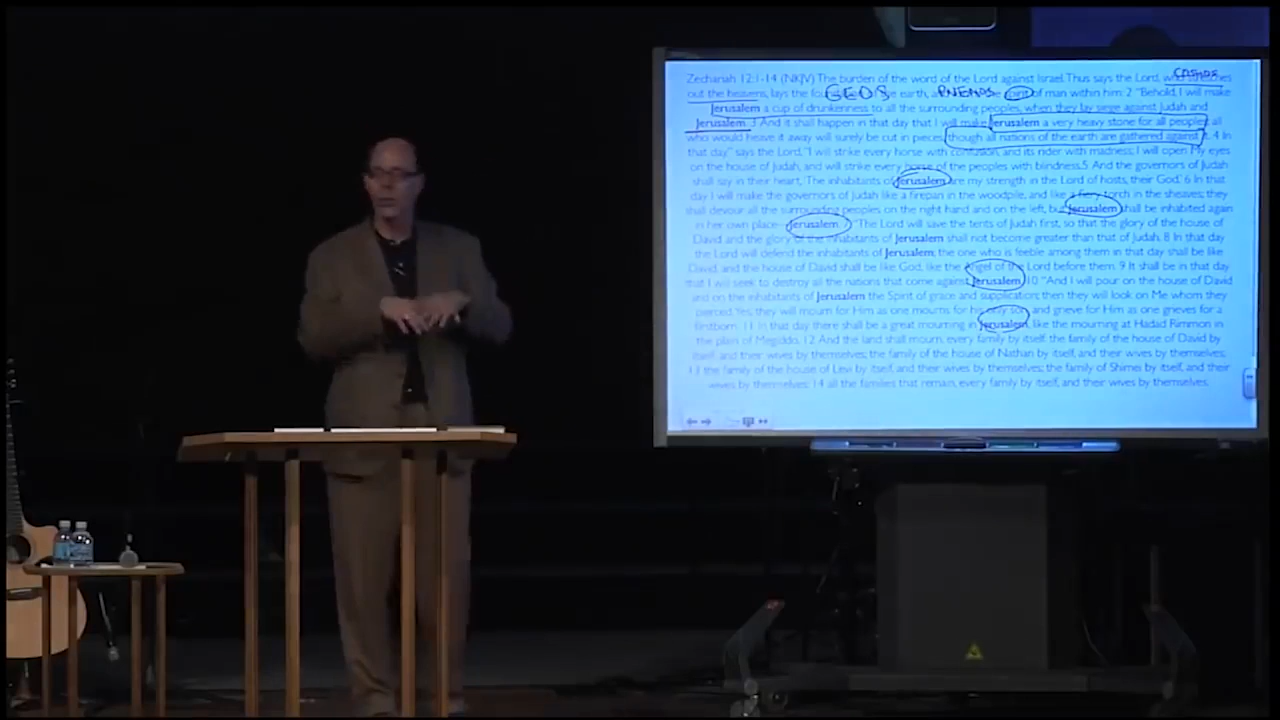 COSMOS
Zechariah 12:1-14 (NKJV) The burden of the word of the Lord against Israel. Thus says the Lord, who stretches
out the heavens, lays the GEOS earth, PNEMOS spirit of man within him: 2 "Behold, I will make
Jerusalem a cup of drunkenness to all the surrounding peoples, when they lay siege against Judah and
Jerusalem. 3 And it shall happen in that day that I will make Jerusalem a very heavy stone for all peoples; all
who would heave it away will surely be cut in pieces, though all nations of the earth are gathered against it. 4 In
that day," says the Lord, "I will strike every horse with confusion, and its rider with madness; I will open My eyes
on the house of Judah, and will strike every horse of the peoples with blindness. 5 And the governors of Judah
shall say in their heart, 'The inhabitants of Jerusalem are my strength in the Lord of hosts, their God.' 6 In that
day I will make the governors of Judah like a firepan in the woodpile, and like a fiery torch in the sheaves; they
shall devour all the surrounding peoples on the right hand and on the left, but Jerusalem shall be inhabited again
in her own place—Jerusalem. "The Lord will save the tents of Judah first, so that the glory of the house of
David and the glory of the inhabitants of Jerusalem shall not become greater than that of Judah. 8 In that day
the Lord will defend the inhabitants of Jerusalem; the one who is feeble among them in that day shall be like
David, and the house of David shall be like God, like the Angel of the Lord before them. 9 It shall be in that day
that I will seek to destroy all the nations that come against Jerusalem. 10 "And I will pour on the house of David
and on the inhabitants of Jerusalem the Spirit of grace and supplication; then they will look on Me whom they
pierced. Yes, they will mourn for Him as one mourns for his only son, and grieve for Him as one grieves for a
firstborn. 11 In that day there shall be a great mourning in Jerusalem, like the mourning at Hadad Rimmon in
the plain of Megiddo. 12 And the land shall mourn, every family by itself: the family of the house of David by
itself, and their wives by themselves; the family of the house of Nathan by itself, and their wives by themselves;
13 the family of the house of Levi by itself, and their wives by themselves; the family of Shimei by itself, and their
wives by themselves; 14 all the families that remain, every family by itself, and their wives by themselves.